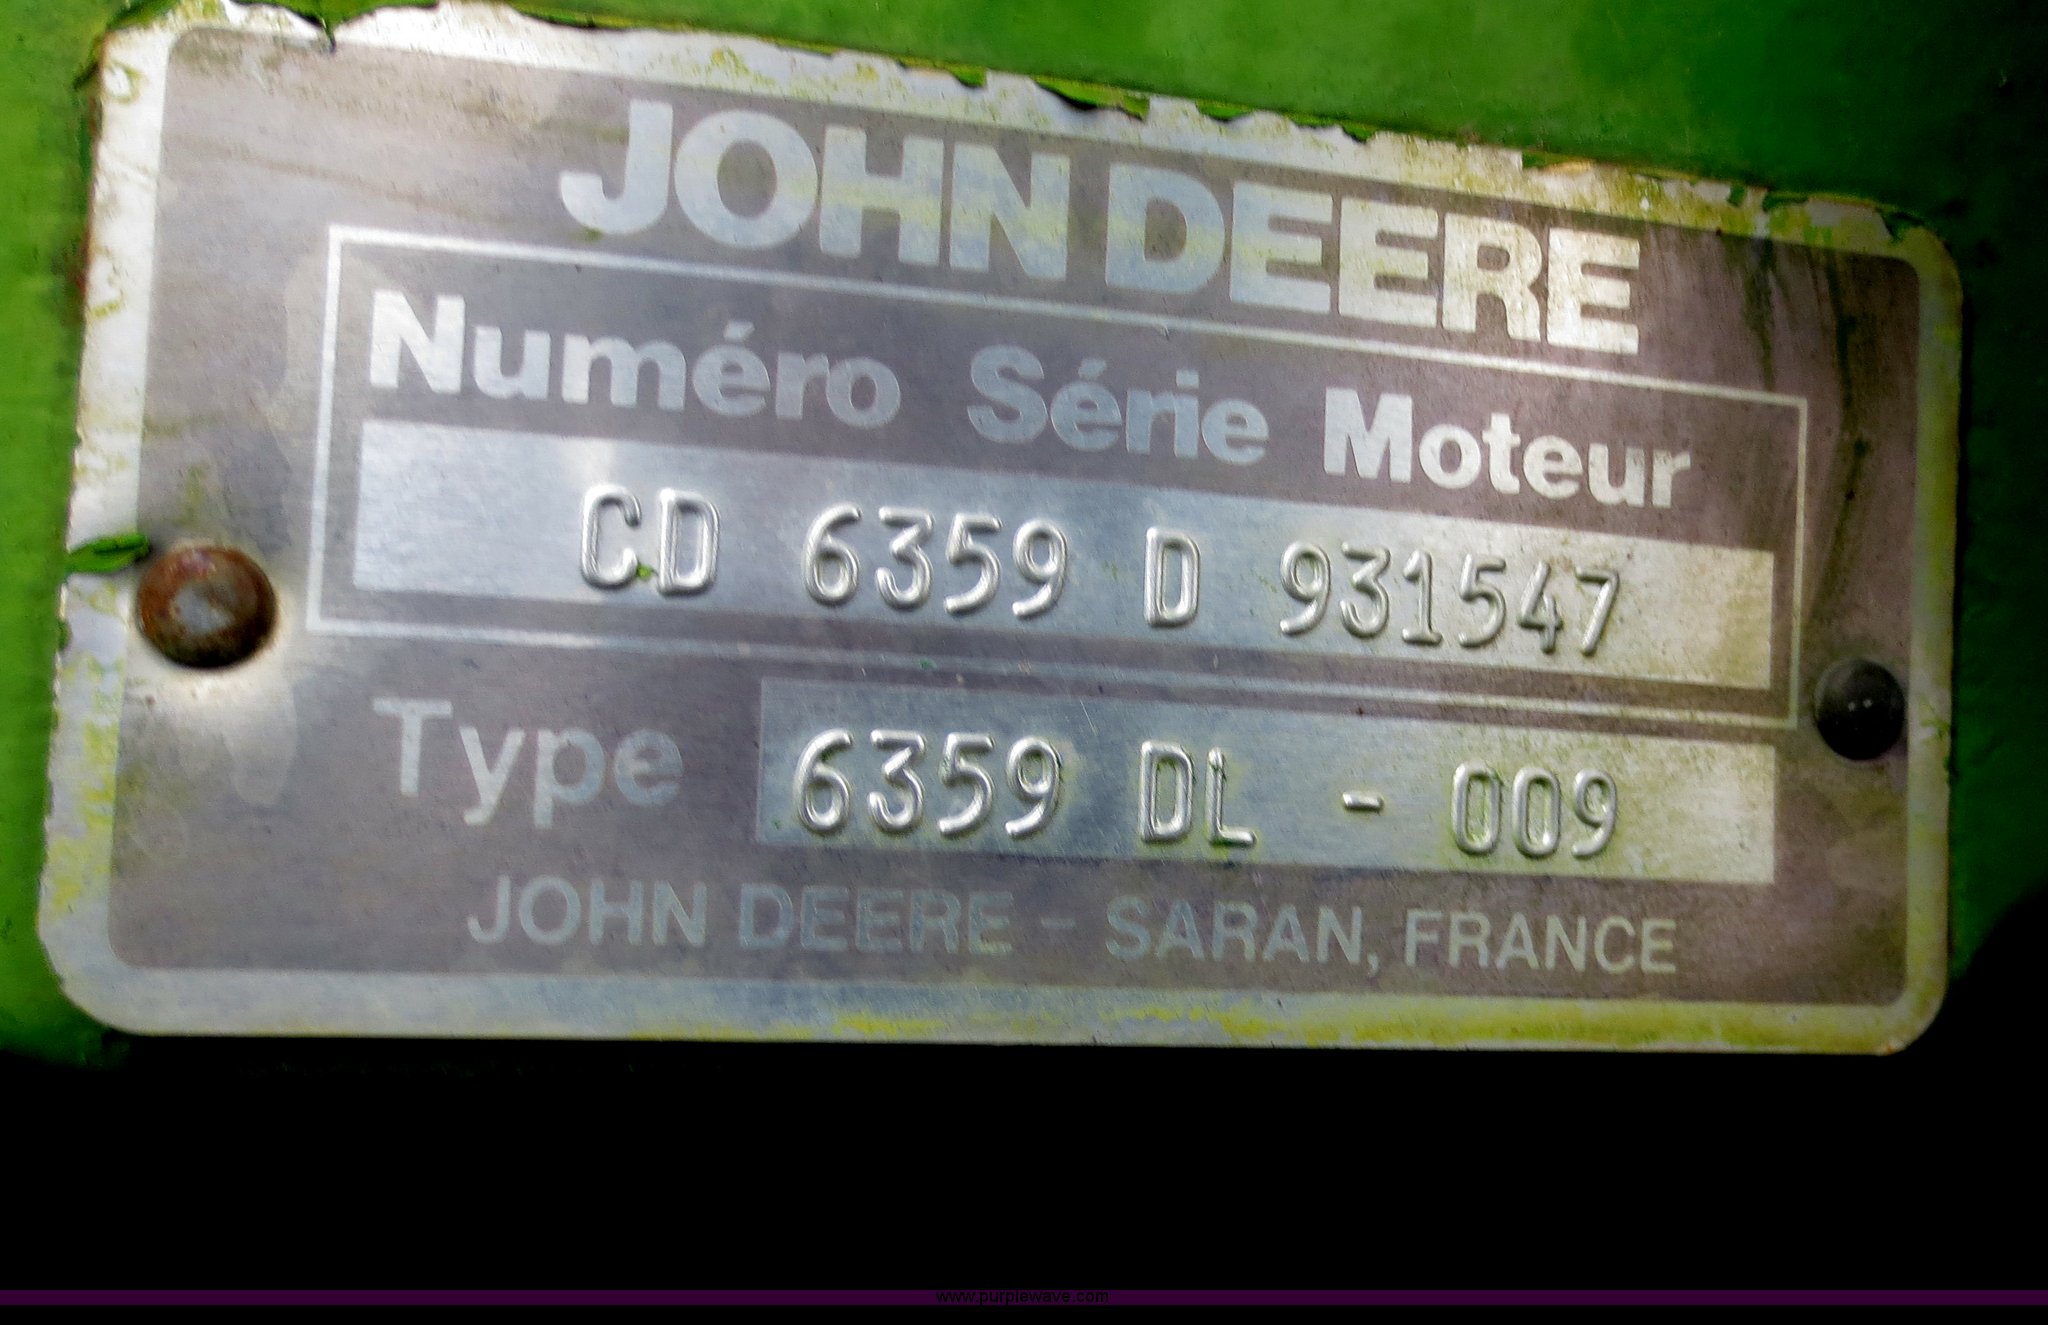 JOHN DEERE
Numéro Série Moteur
CD 6359 D 931547
Type 6359 DL - 009
JOHN DEERE - SARAN, FRANCE
www.purplewave.com